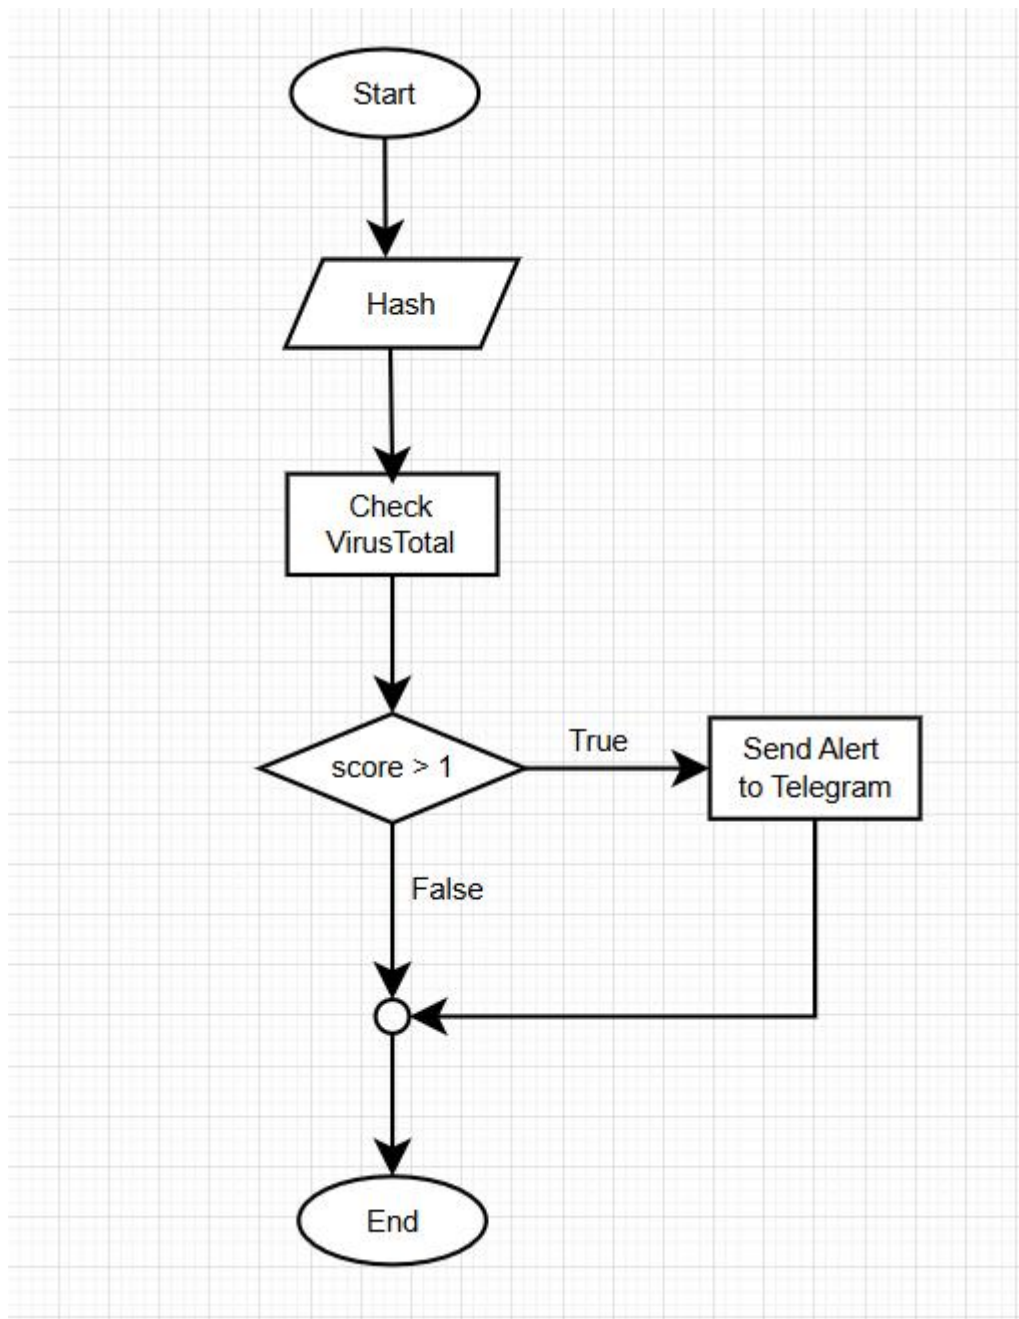 Start
Hash
Check
VirusTotal
score > 1
True
Send Alert
to Telegram
False
End